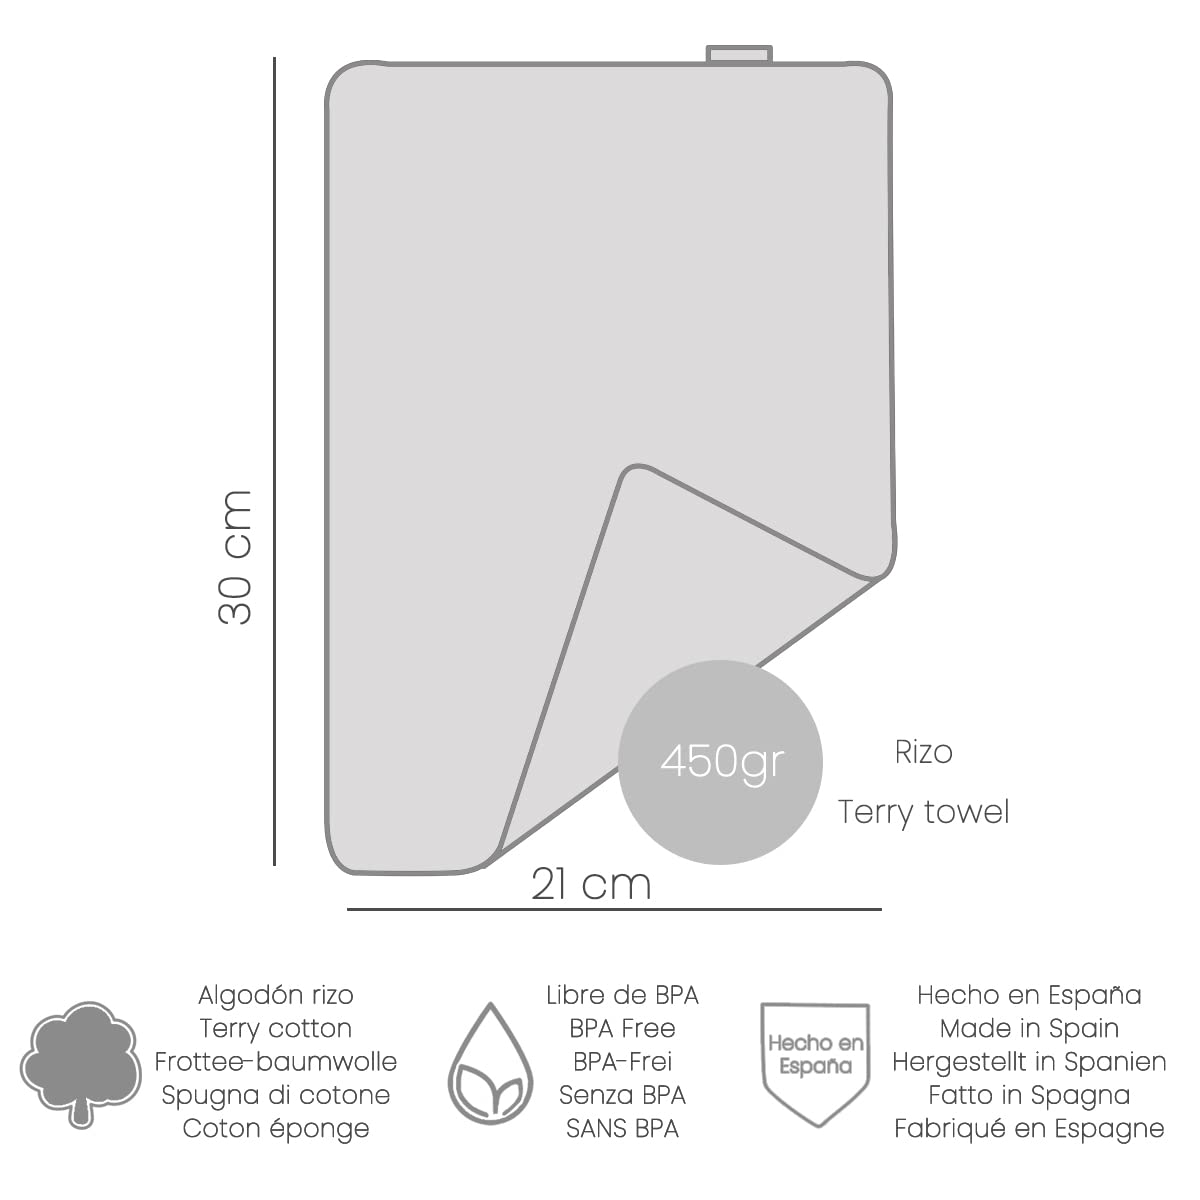 30 cm
450gr
Rizo
Terry towel
21 cm
Algodón rizo
Terry cotton
Frottee-baumwolle
Spugna di cotone
Coton éponge
Libre de BPA
BPA Free
BPA-Frei
Senza BPA
SANS BPA
Hecho en
España
Hecho en España
Made in Spain
Hergestellt in Spanien
Fatto in Spagna
Fabriqué en Espagne